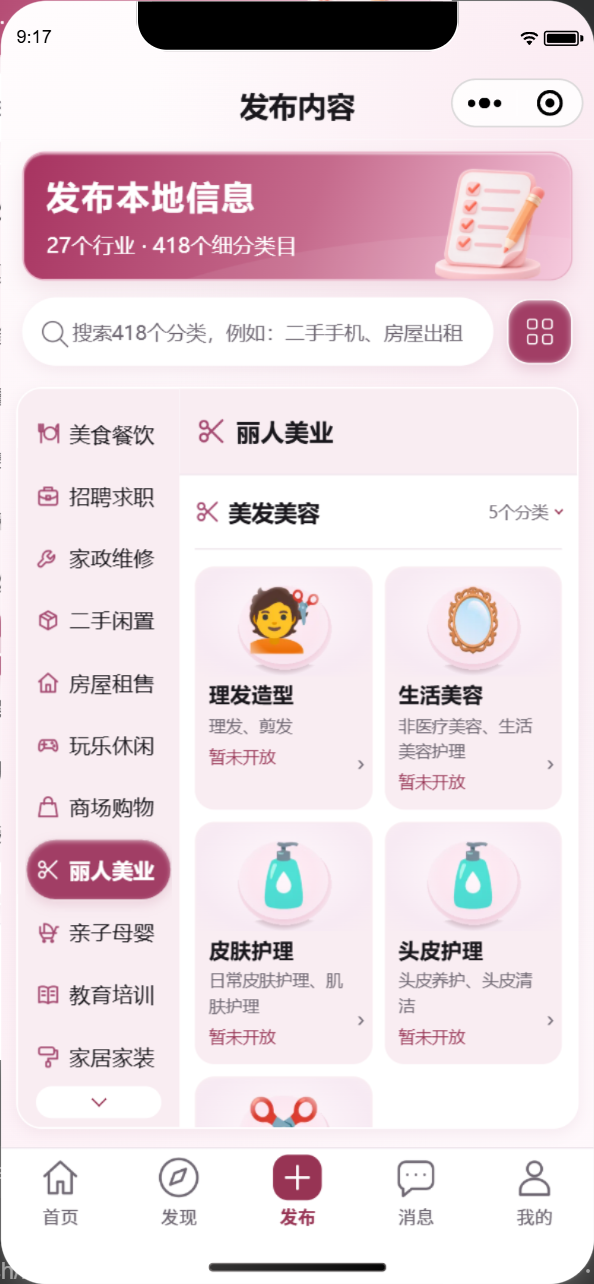 9:17
发布内容
发布本地信息
27个行业 · 418个细分类目
搜索418个分类，例如：二手手机、房屋出租
美食餐饮
招聘求职
家政维修
二手闲置
房屋租售
玩乐休闲
商场购物
丽人美业
亲子母婴
教育培训
家居家装
丽人美业
美发美容
5个分类
理发造型
理发、剪发
暂未开放
生活美容
非医疗美容、生活
美容护理
暂未开放
皮肤护理
日常皮肤护理、肌
肤护理
暂未开放
头皮护理
头皮养护、头皮清
洁
暂未开放
首页
发现
发布
消息
我的